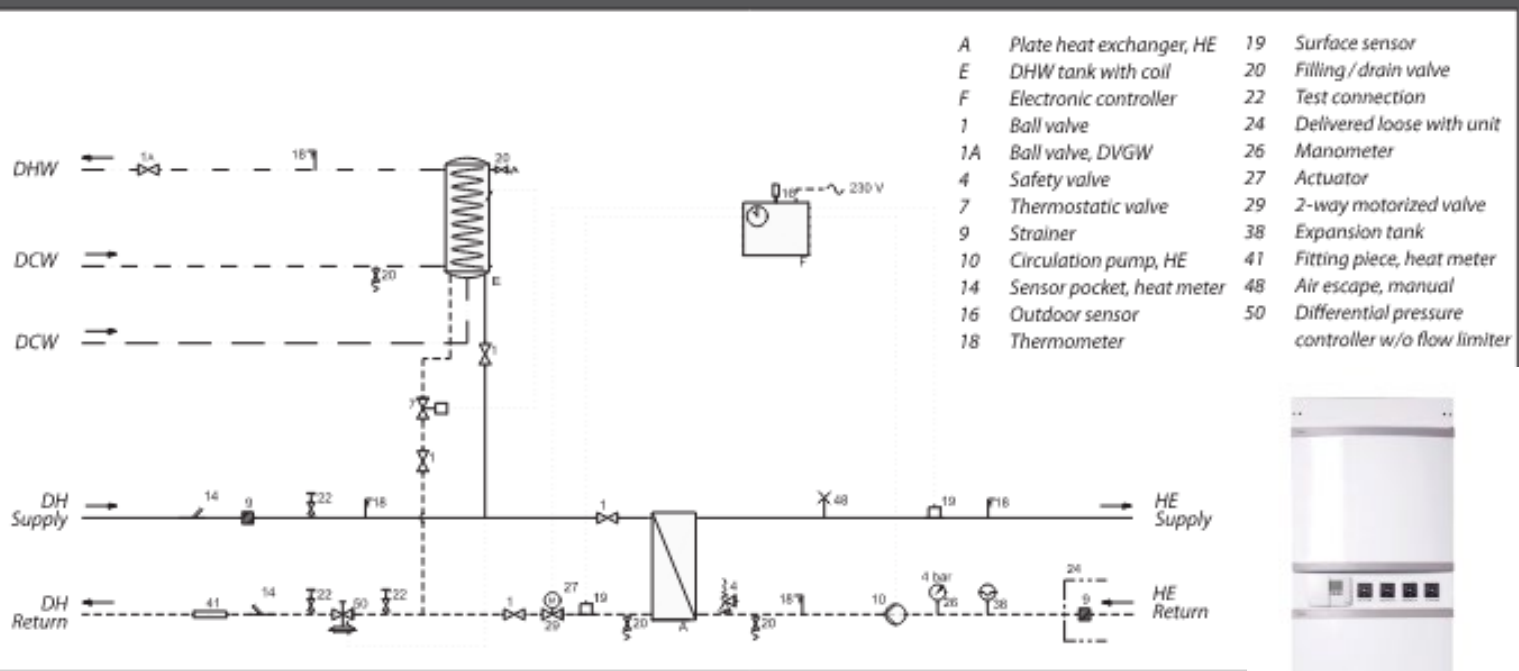 A Plate heat exchanger, HE
E DHW tank with coil
F Electronic controller
1 Ball valve
1A Ball valve, DVGW
4 Safety valve
7 Thermostatic valve
9 Strainer
10 Circulation pump, HE
14 Sensor pocket, heat meter
16 Outdoor sensor
18 Thermometer
19 Surface sensor
20 Filling / drain valve
22 Test connection
24 Delivered loose with unit
26 Manometer
27 Actuator
29 2-way motorized valve
38 Expansion tank
41 Fitting piece, heat meter
48 Air escape, manual
50 Differential pressure
controller w/o flow limiter
DHW
1A
18
20
16
230 V
F
DCW
20
E
DCW
1
7
1
DH
Supply
14
9
22
18
1
48
19
18
HE
Supply
DH
Return
41
14
22
50
22
1
27
29
19
20
A
4
20
18
10
4 bar
26
38
24
9
HE
Return